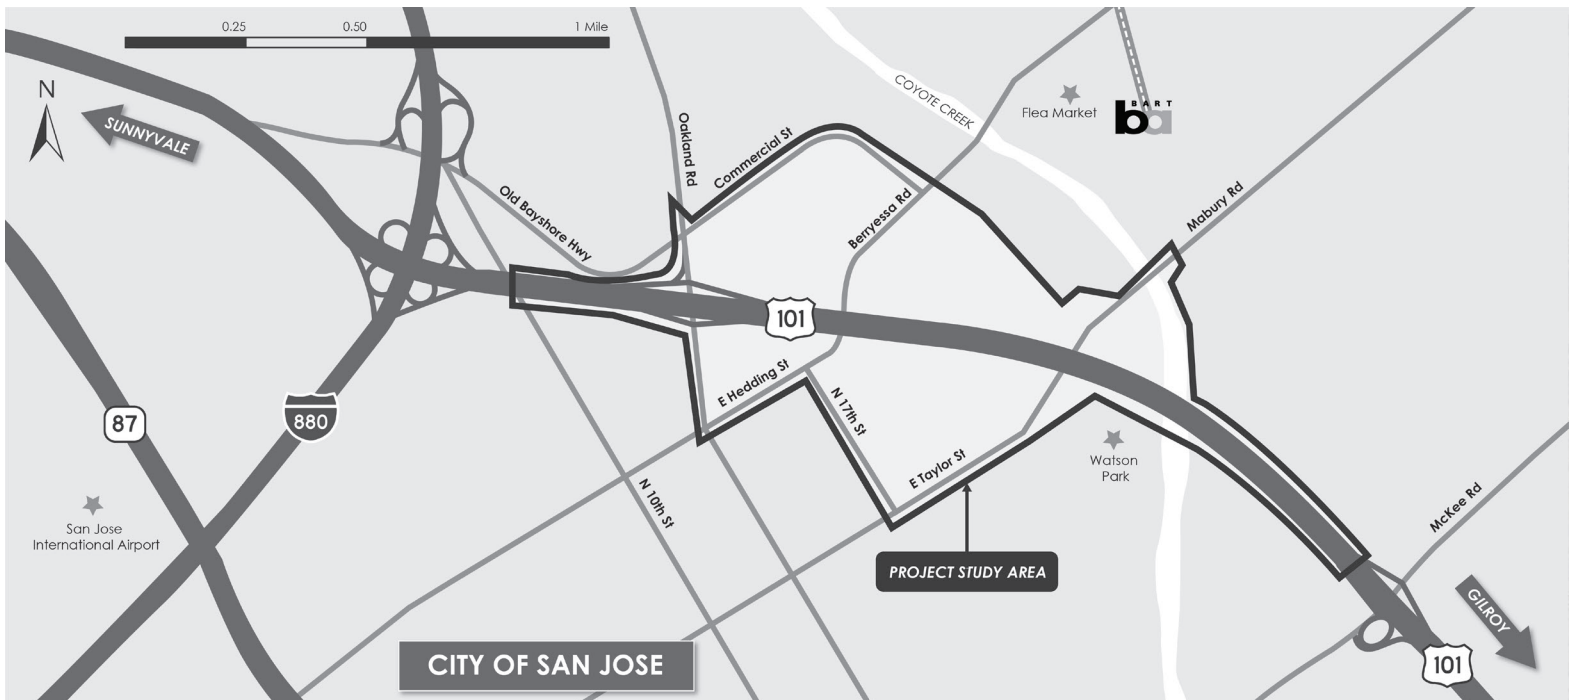 0.25
0.50
1 Mile
N
SUNNYVALE
COYOTE CREEK
Flea Market
BART
ba
Oakland Rd
Commercial St
Old Bayshore Hwy
Berryessa Rd
Mabury Rd
101
E Hedding St
N 17th St
87
880
E Taylor St
Watson
Park
San Jose
International Airport
N 10th St
McKee Rd
PROJECT STUDY AREA
GILROY
CITY OF SAN JOSE
101